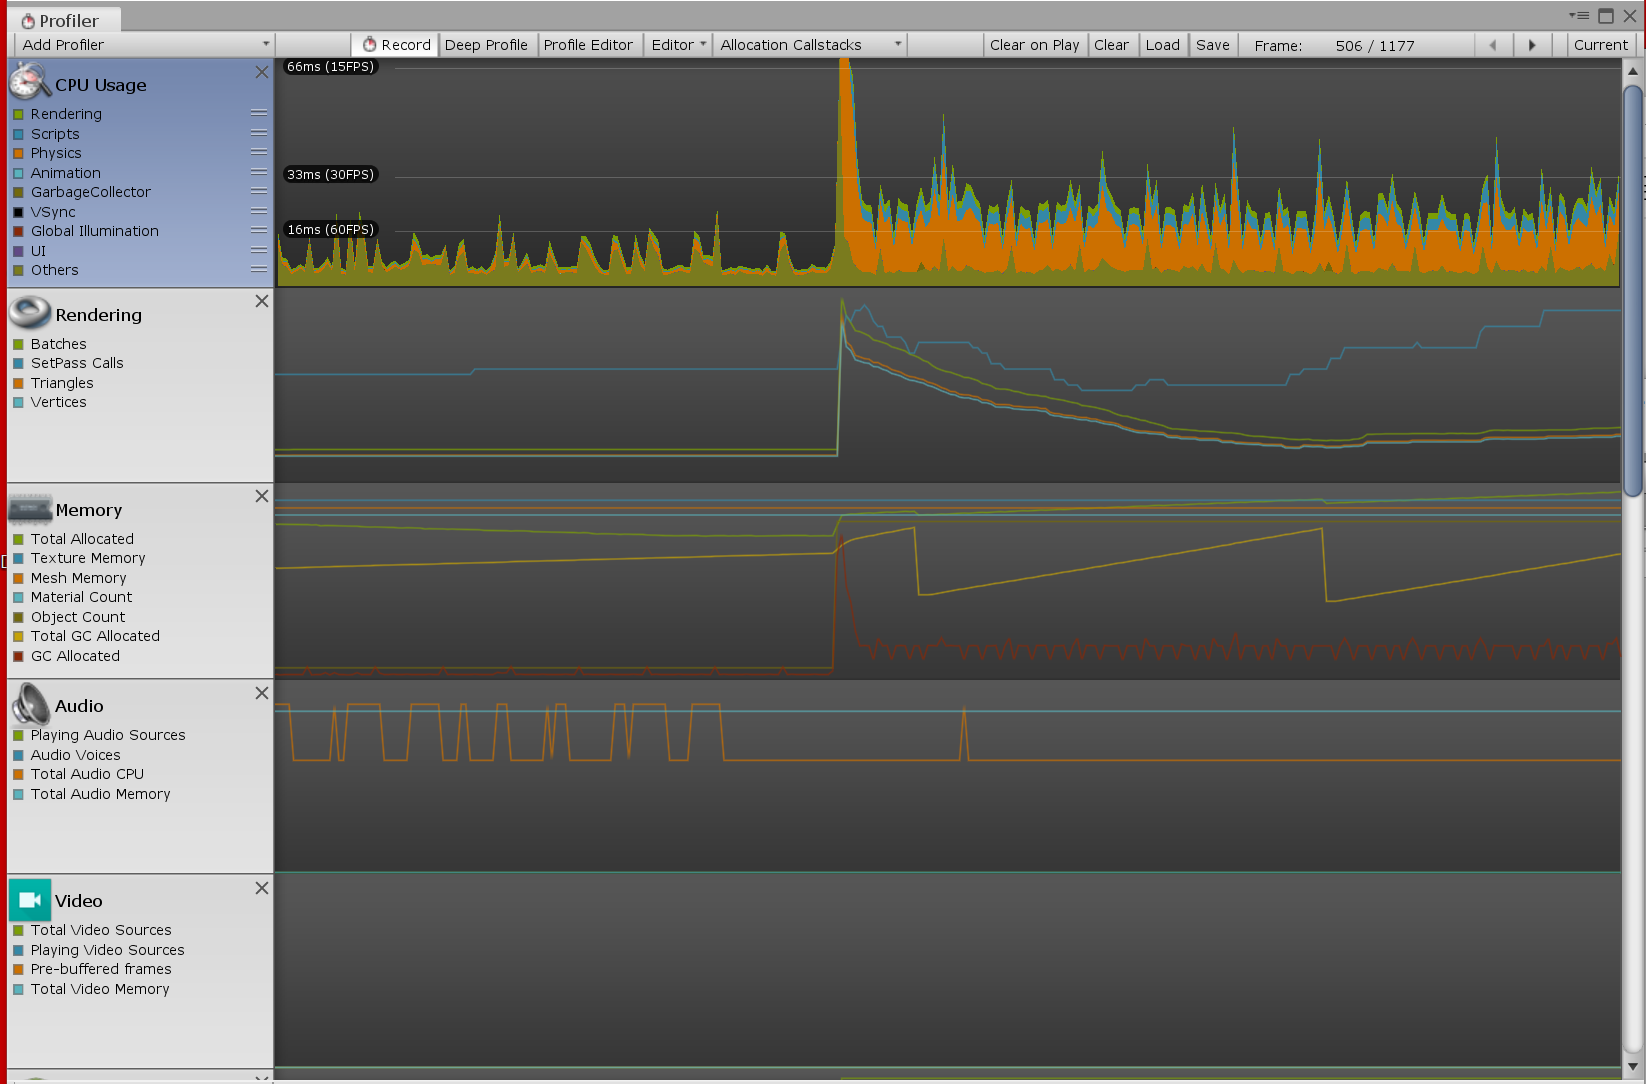 Profiler
Add Profiler Record Deep Profile Profile Editor Editor Allocation Callstacks Clear on Play Clear Load Save Frame: 506 / 1177 Current
CPU Usage
Rendering
Scripts
Physics
Animation
GarbageCollector
VSync
Global Illumination
UI
Others
66ms (15FPS)
33ms (30FPS)
16ms (60FPS)
Rendering
Batches
SetPass Calls
Triangles
Vertices
Memory
Total Allocated
Texture Memory
Mesh Memory
Material Count
Object Count
Total GC Allocated
GC Allocated
Audio
Playing Audio Sources
Audio Voices
Total Audio CPU
Total Audio Memory
Video
Total Video Sources
Playing Video Sources
Pre-buffered frames
Total Video Memory